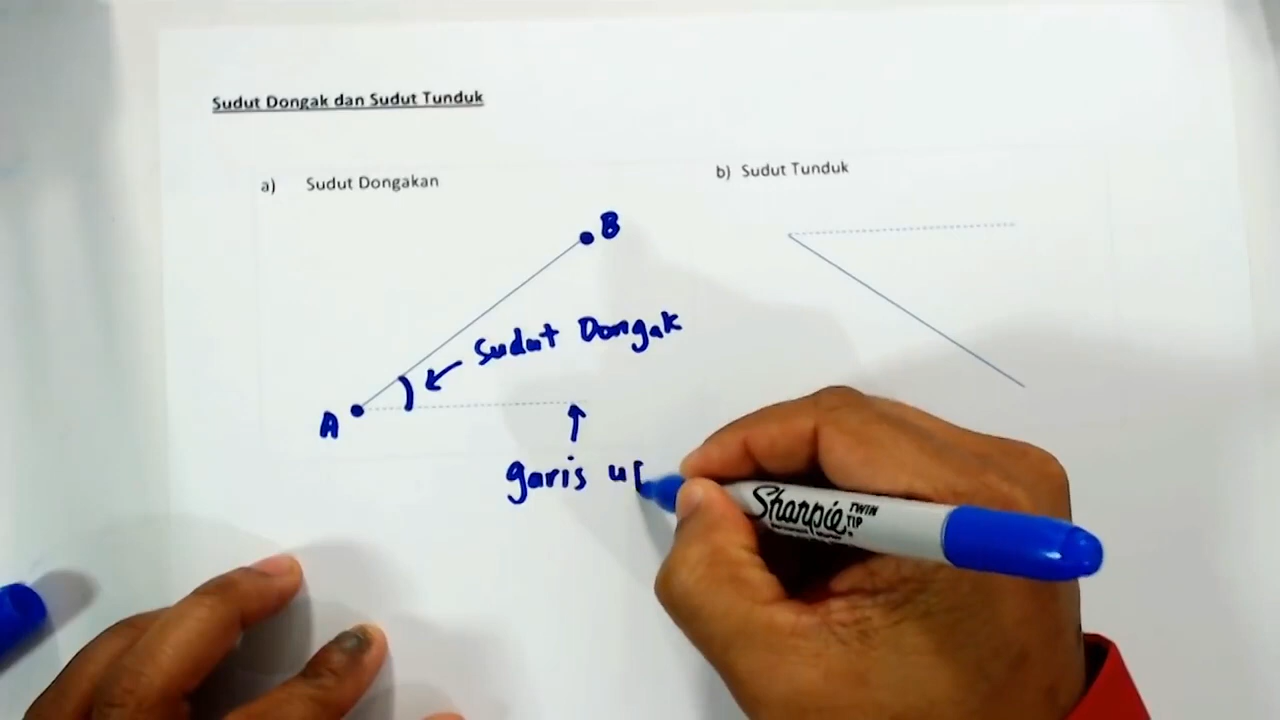 Sudut Dongak dan Sudut Tunduk
a) Sudut Dongakan
b) Sudut Tunduk
B
Sudut Dongak
A
garis
Sharpie TWIN TIP